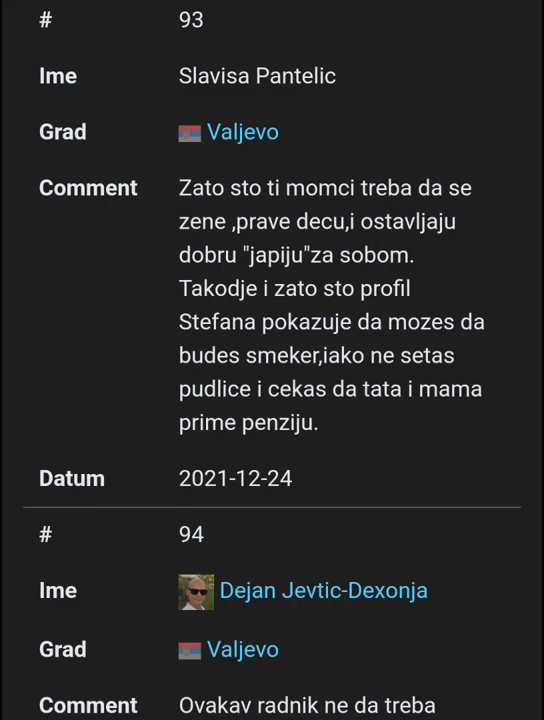 # 93
Ime Slavisa Pantelic
Grad Valjevo
Comment Zato sto ti momci treba da se
zene ,prave decu,i ostavljaju
dobru "japiju"za sobom.
Takodje i zato sto profil
Stefana pokazuje da mozes da
budes smeker,iako ne setas
pudlice i cekas da tata i mama
prime penziju.
Datum 2021-12-24
# 94
Ime Dejan Jevtic-Dexonja
Grad Valjevo
Comment Ovakav radnik ne da treba